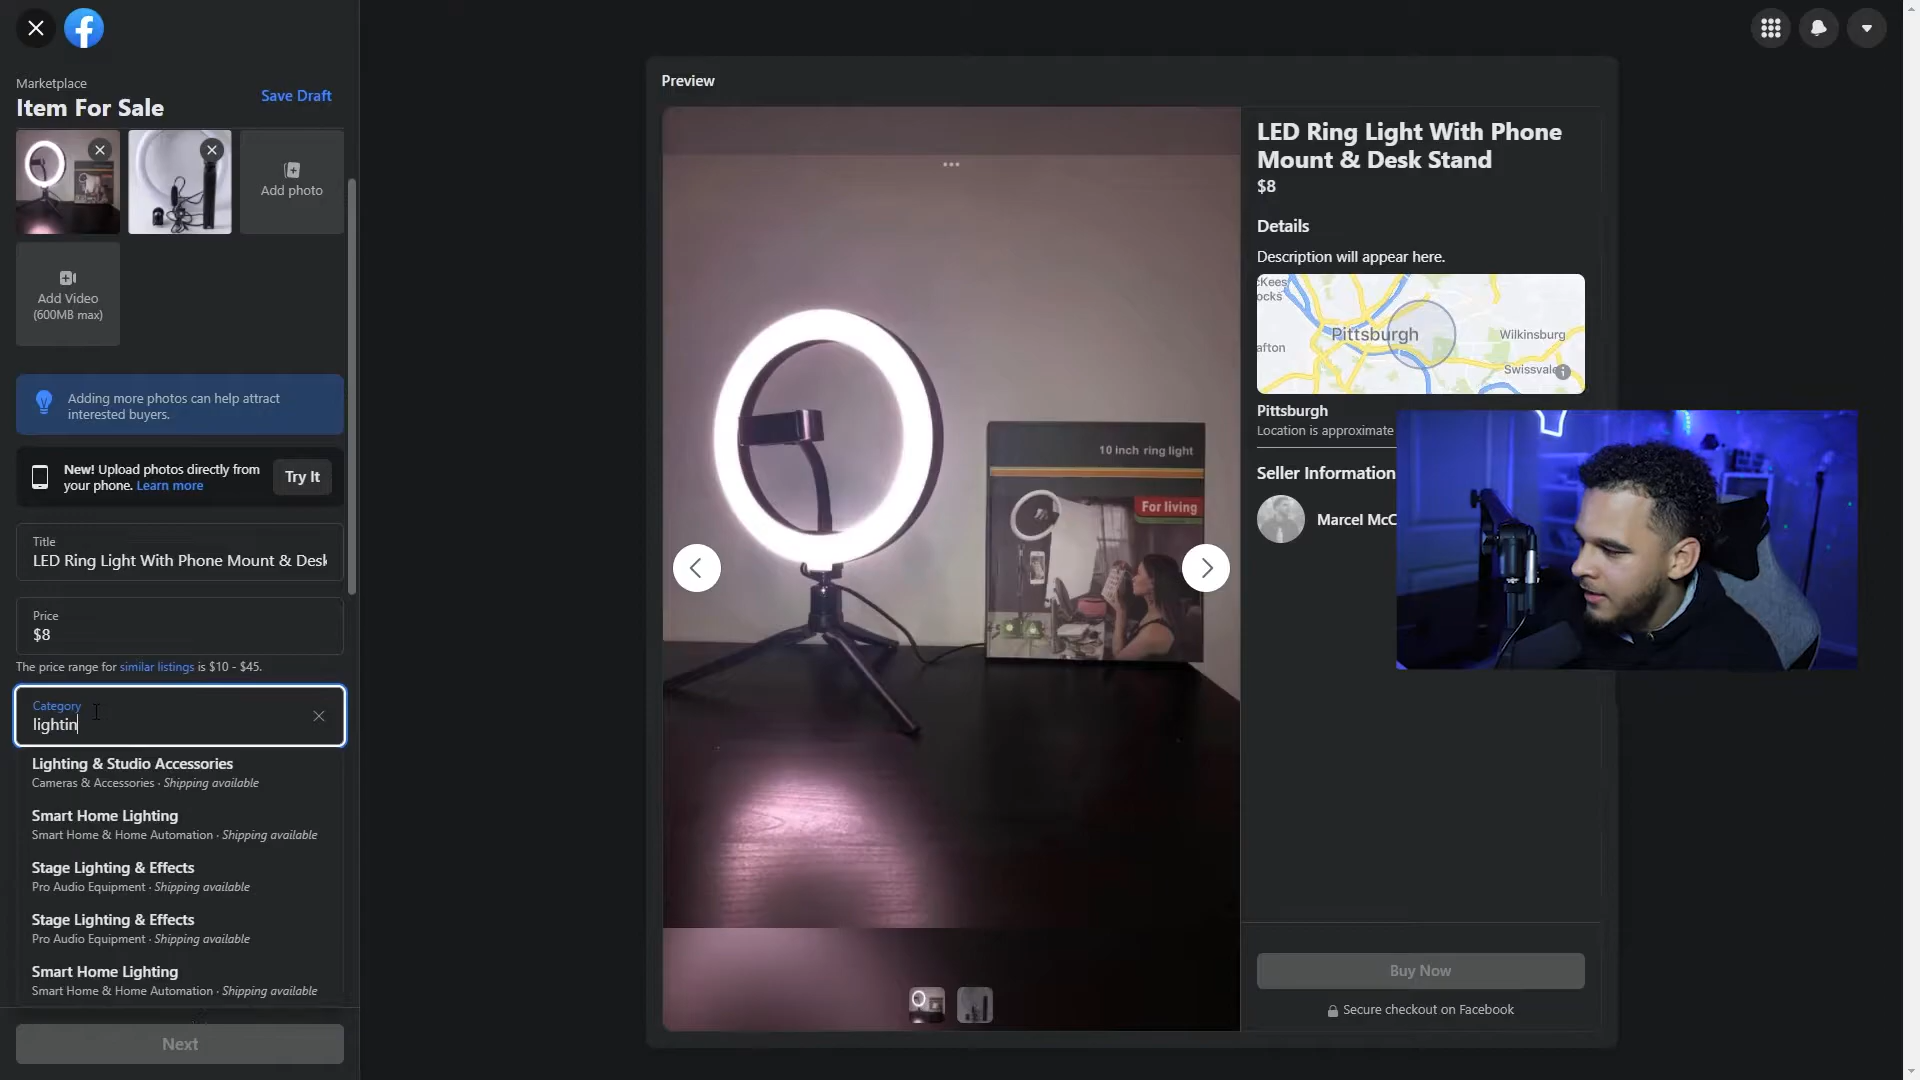 Marketplace
Item For Sale
Save Draft
Add photo
Add Video
(600MB max)
Adding more photos can help attract
interested buyers.
New! Upload photos directly from
your phone. Learn more
Try It
Title
LED Ring Light With Phone Mount & Desk
Price
$8
The price range for similar listings is $10 - $45.
Category
lightin
Lighting & Studio Accessories
Cameras & Accessories · Shipping available
Smart Home Lighting
Smart Home & Home Automation · Shipping available
Stage Lighting & Effects
Pro Audio Equipment · Shipping available
Stage Lighting & Effects
Pro Audio Equipment · Shipping available
Smart Home Lighting
Smart Home & Home Automation · Shipping available
Next
Preview
10 inch ring light
For living
LED Ring Light With Phone
Mount & Desk Stand
$8
Details
Description will appear here.
cKees
ocks
Pittsburgh
Wilkinsburg
afton
Swissvale
Pittsburgh
Location is approximate
Seller Information
Marcel McC
Buy Now
Secure checkout on Facebook